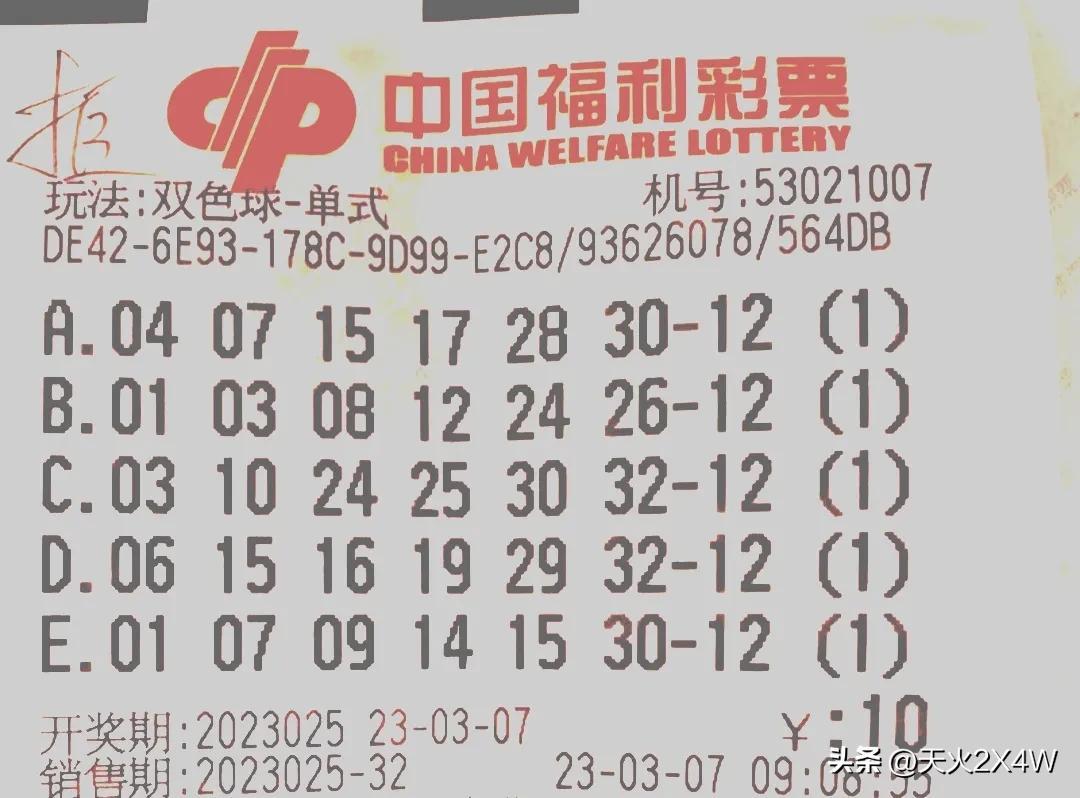 中国福利彩票
CHINA WELFARE LOTTERY
玩法:双色球-单式 机号:53021007
DE42-6E93-178C-9D99-E2C8/93626078/564DB
A.04 07 15 17 28 30-12 (1)
B.01 03 08 12 24 26-12 (1)
C.03 10 24 25 30 32-12 (1)
D.06 15 16 19 29 32-12 (1)
E.01 07 09 14 15 30-12 (1)
开奖期:2023025 23-03-07 ¥:10
销售期:2023025-32 23-03-07
头条 @天火2X4W